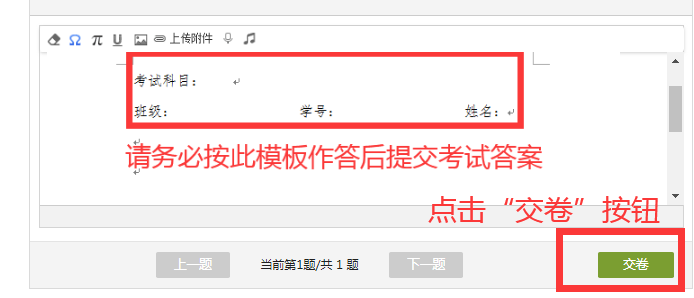 Ω π U 上传附件
考试科目：
班级： 学号： 姓名：
请务必按此模板作答后提交考试答案
点击“交卷”按钮
上一题 当前第1题/共 1 题 下一题 交卷